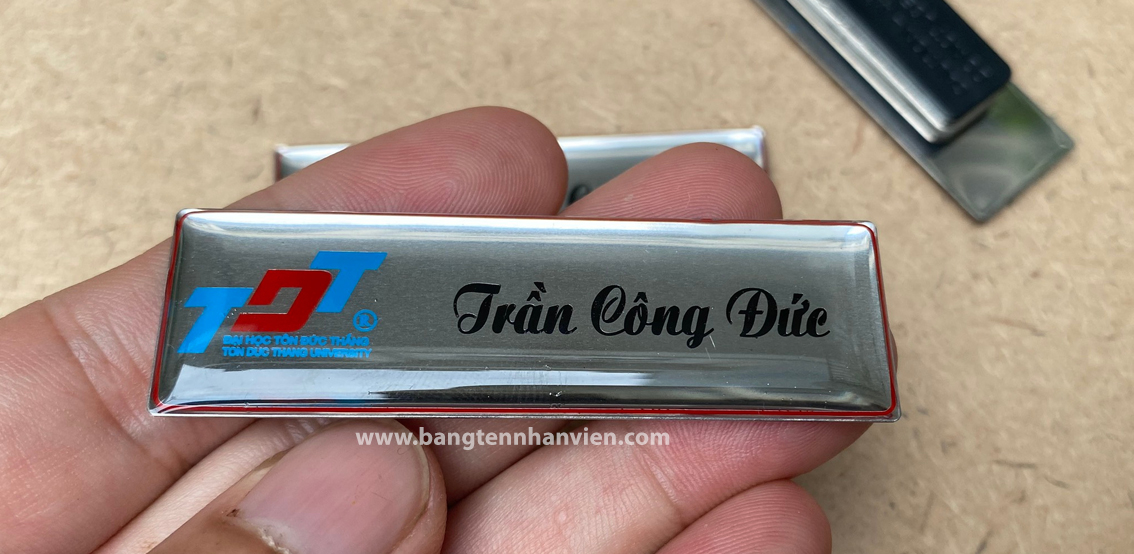 TDT®
ĐẠI HỌC TÔN ĐỨC THẮNG
TON DUC THANG UNIVERSITY
Trần Công Đức
www.bangtennhanvien.com